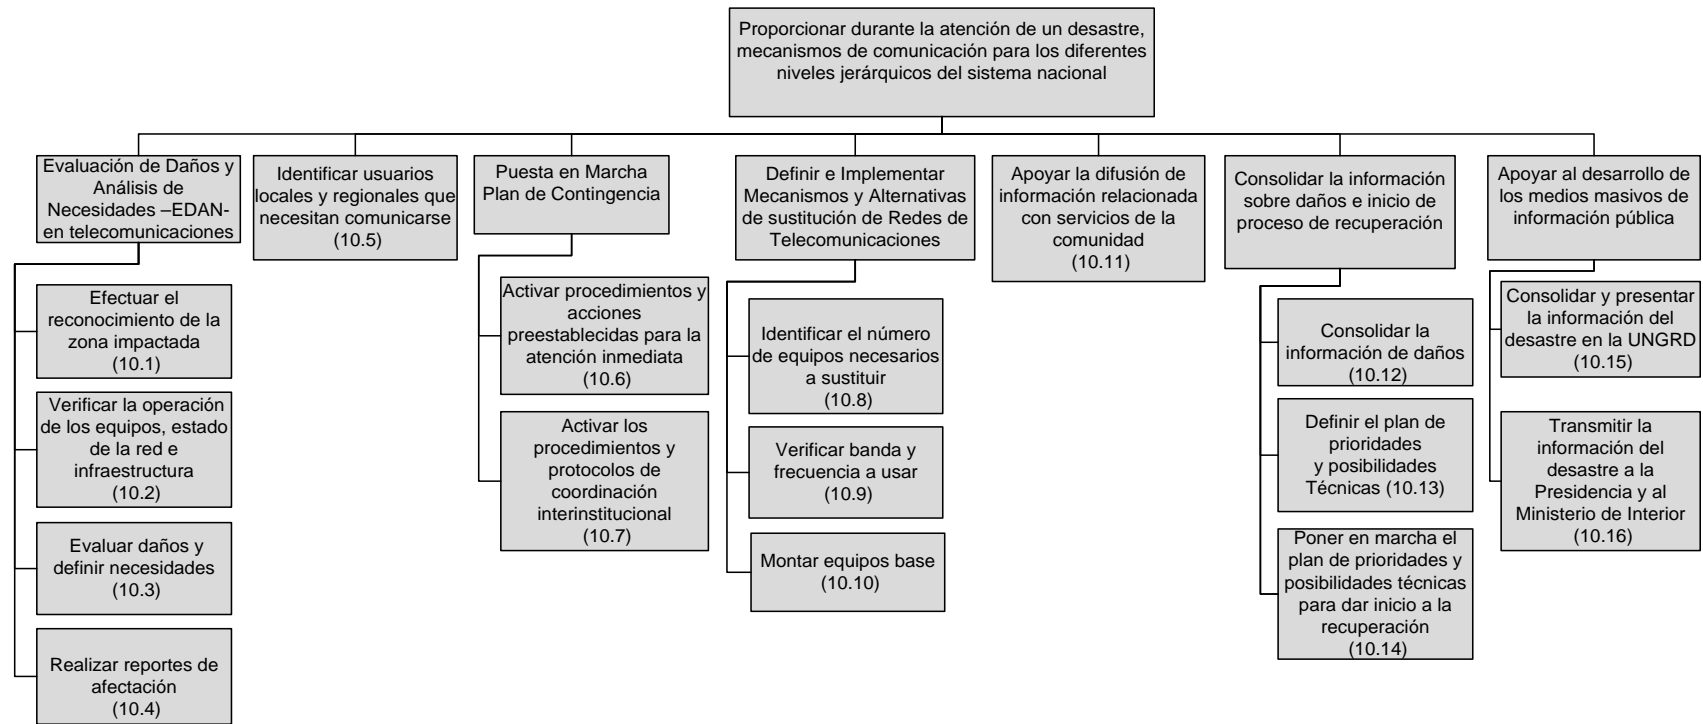 Proporcionar durante la atención de un desastre,
mecanismos de comunicación para los diferentes
niveles jerárquicos del sistema nacional
Evaluación de Daños y
Análisis de
Necesidades –EDAN-
en telecomunicaciones
Efectuar el
reconocimiento de la
zona impactada
(10.1)
Verificar la operación
de los equipos, estado
de la red e
infraestructura
(10.2)
Evaluar daños y
definir necesidades
(10.3)
Realizar reportes de
afectación
(10.4)
Identificar usuarios
locales y regionales que
necesitan comunicarse
(10.5)
Puesta en Marcha
Plan de Contingencia
Activar procedimientos y
acciones
preestablecidas para la
atención inmediata
(10.6)
Activar los
procedimientos y
protocolos de
coordinación
interinstitucional
(10.7)
Definir e Implementar
Mecanismos y Alternativas
de sustitución de Redes de
Telecomunicaciones
Identificar el número
de equipos necesarios
a sustituir
(10.8)
Verificar banda y
frecuencia a usar
(10.9)
Montar equipos base
(10.10)
Apoyar la difusión de
información relacionada
con servicios de la
comunidad
(10.11)
Consolidar la información
sobre daños e inicio de
proceso de recuperación
Consolidar la
información de daños
(10.12)
Definir el plan de
prioridades
y posibilidades
Técnicas (10.13)
Poner en marcha el
plan de prioridades y
posibilidades técnicas
para dar inicio a la
recuperación
(10.14)
Apoyar al desarrollo de
los medios masivos de
información pública
Consolidar y presentar
la información del
desastre en la UNGRD
(10.15)
Transmitir la
información del
desastre a la
Presidencia y al
Ministerio de Interior
(10.16)